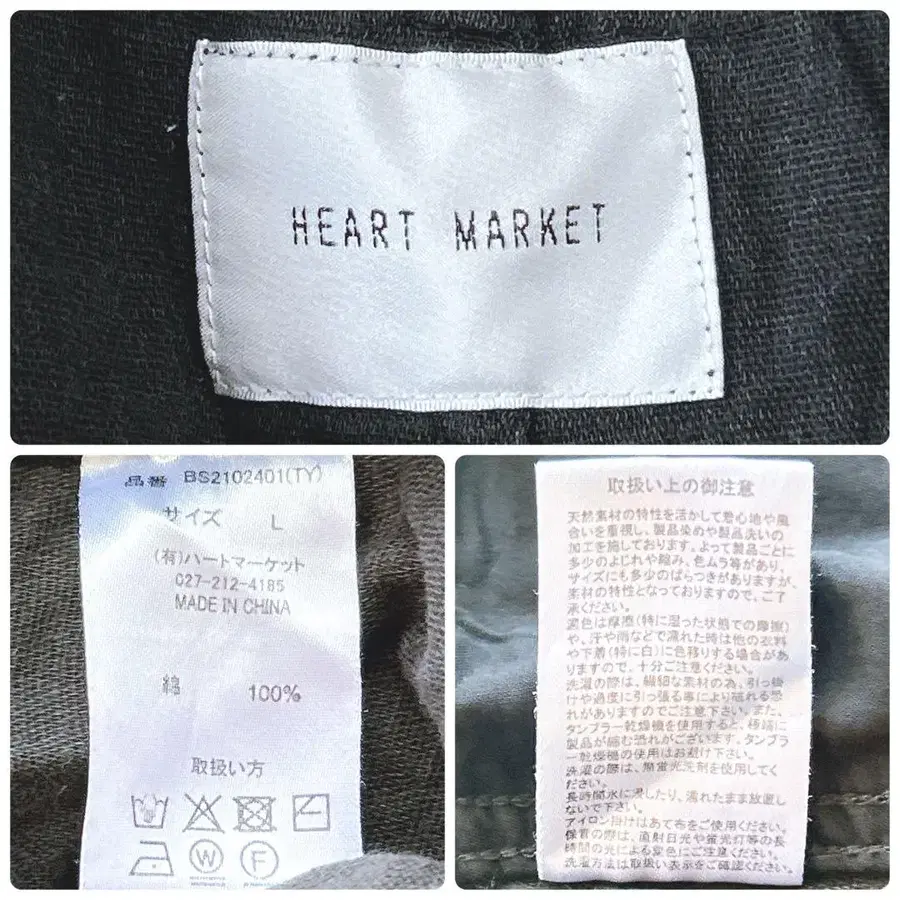 HEART MARKET
品番 BS2102401(TY)
サイズ L
(有)ハートマーケット
027-212-4185
MADE IN CHINA
綿 100%
取扱い方
W F
取扱い上の御注意
天然素材の特性を活かして着心地や風
合いを重視し、製品染めや製品洗いの
加工を施しております。よって製品ごとに
多少のよじれや縮み、色ムラ等があり、
サイズにも多少のばらつきがありますが、
素材の特性となっておりますので、ご了
承ください。
濃色は摩擦(特に湿った状態での摩擦)
や、汗や雨などで濡れた時は他の衣料
や下着(特に白)に色移りする場合があり
ますので、十分ご注意ください。
洗濯の際は、繊細な素材の為、引っ掛
けや過度に引っ張る事により破れる恐
れがありますのでご注意下さい。また、
タンブラー乾燥機を使用すると、極端に
製品が縮む恐れがございます。タンブラ
ー乾燥機の使用はお避け下さい。
洗濯の際は、無蛍光洗剤を使用してく
ださい。
長時間水に浸したり、濡れたまま放置し
ないで下さい。
アイロン掛けはあて布をご使用ください。
保管の際は、直射日光や蛍光灯等の長
時間の光による変色にご注意ください。
洗濯方法は取扱い表示をご確認ください。